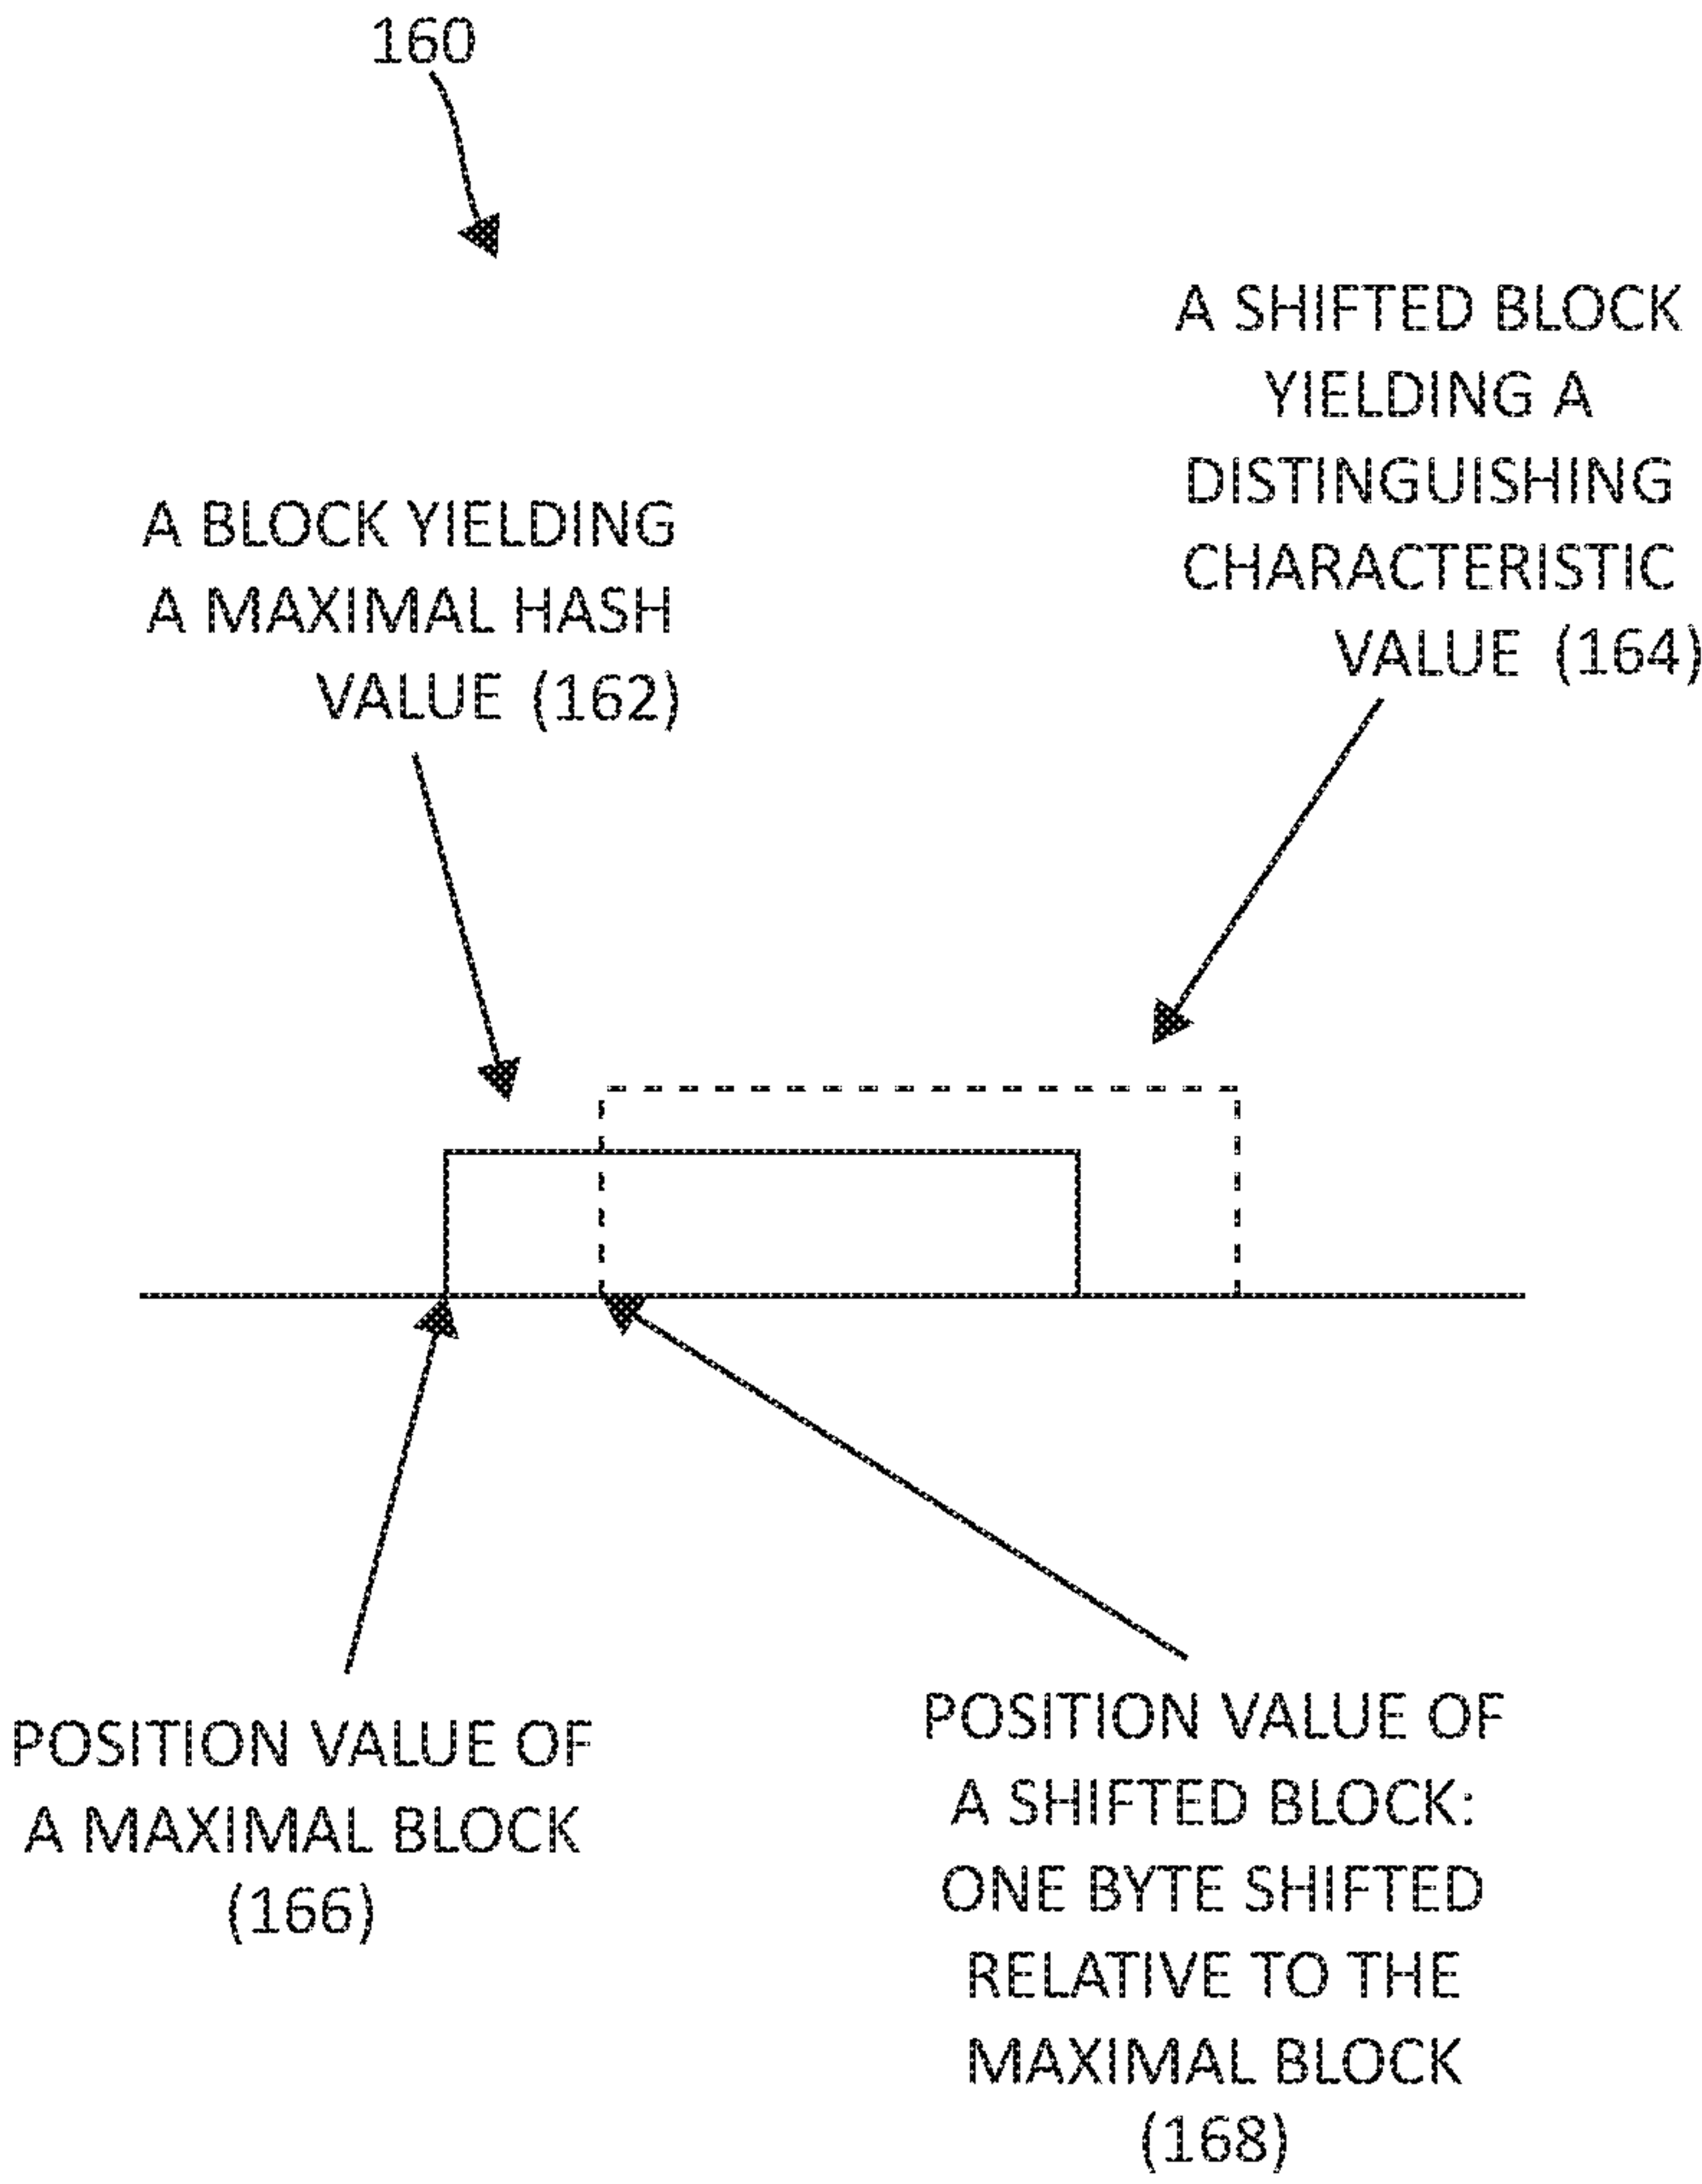 160
A SHIFTED BLOCK
YIELDING A
DISTINGUISHING
CHARACTERISTIC
VALUE (164)
A BLOCK YIELDING
A MAXIMAL HASH
VALUE (162)
POSITION VALUE OF
A MAXIMAL BLOCK
(166)
POSITION VALUE OF
A SHIFTED BLOCK:
ONE BYTE SHIFTED
RELATIVE TO THE
MAXIMAL BLOCK
(168)